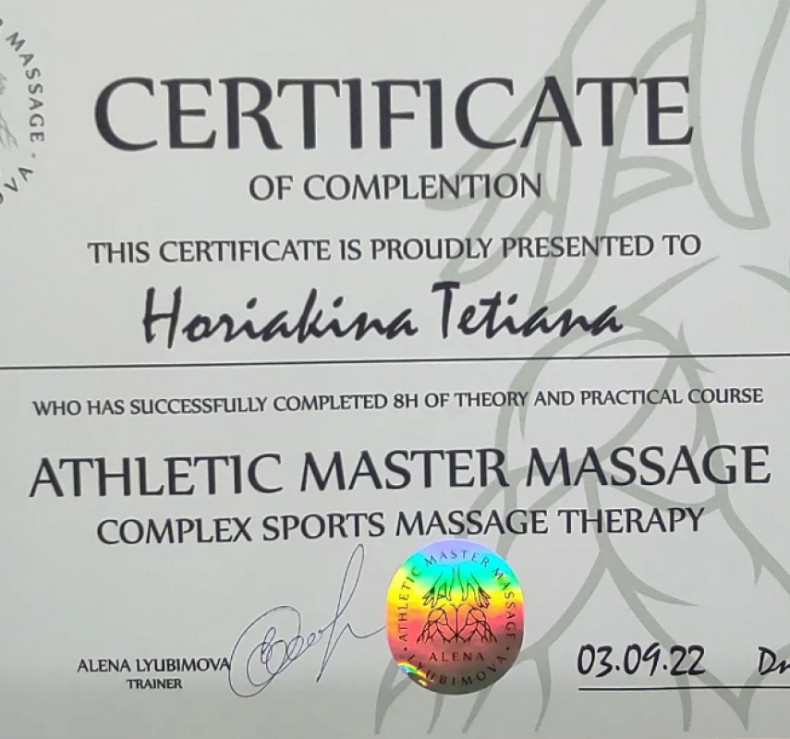 MASSAGE
CERTIFICATE
OF COMPLENTION
THIS CERTIFICATE IS PROUDLY PRESENTED TO
Horiakina Tetiana
WHO HAS SUCCESSFULLY COMPLETED 8H OF THEORY AND PRACTICAL COURSE
ATHLETIC MASTER MASSAGE
COMPLEX SPORTS MASSAGE THERAPY
ATHLETIC MASTER MASSAGE
ALENA
LYUBIMOVA
ALENA LYUBIMOVA
TRAINER
03.09.22